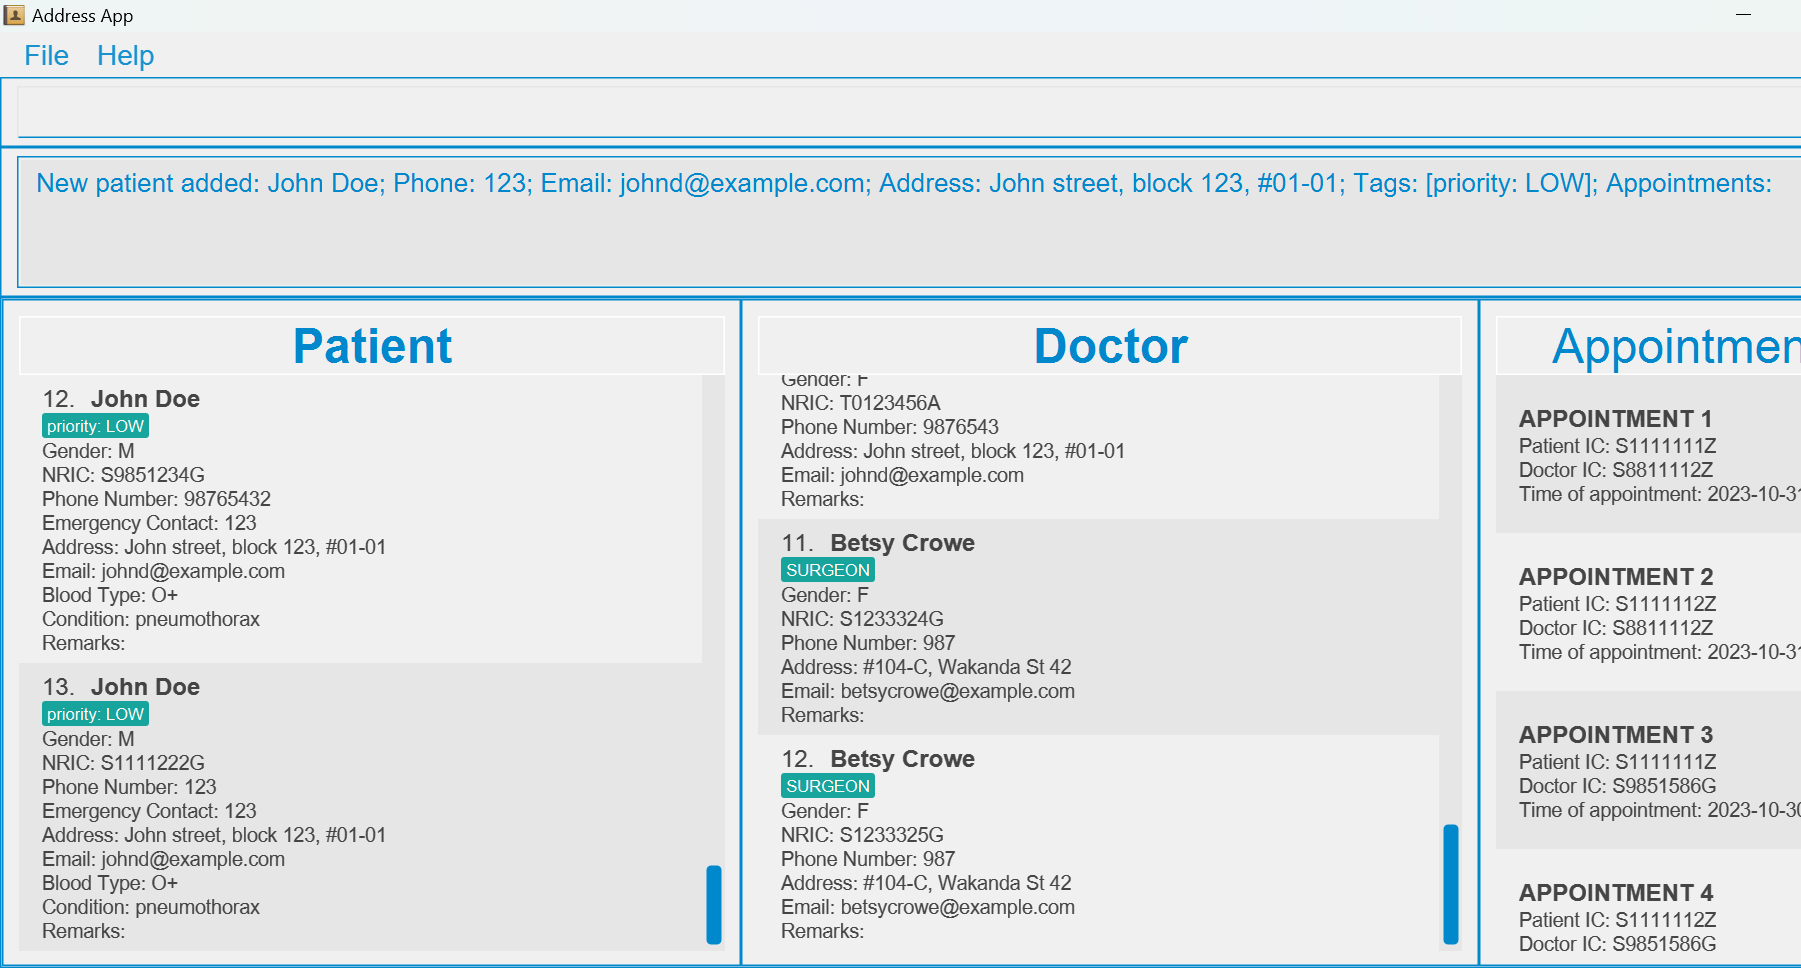 Address App
File Help
New patient added: John Doe; Phone: 123; Email: johnd@example.com; Address: John street, block 123, #01-01; Tags: [priority: LOW]; Appointments:
Patient
12. John Doe
priority: LOW
Gender: M
NRIC: S9851234G
Phone Number: 98765432
Emergency Contact: 123
Address: John street, block 123, #01-01
Email: johnd@example.com
Blood Type: O+
Condition: pneumothorax
Remarks:
13. John Doe
priority: LOW
Gender: M
NRIC: S1111222G
Phone Number: 123
Emergency Contact: 123
Address: John street, block 123, #01-01
Email: johnd@example.com
Blood Type: O+
Condition: pneumothorax
Remarks:
Doctor
Gender: F
NRIC: T0123456A
Phone Number: 9876543
Address: John street, block 123, #01-01
Email: johnd@example.com
Remarks:
11. Betsy Crowe
SURGEON
Gender: F
NRIC: S1233324G
Phone Number: 987
Address: #104-C, Wakanda St 42
Email: betsycrowe@example.com
Remarks:
12. Betsy Crowe
SURGEON
Gender: F
NRIC: S1233325G
Phone Number: 987
Address: #104-C, Wakanda St 42
Email: betsycrowe@example.com
Remarks:
Appointmen
APPOINTMENT 1
Patient IC: S1111111Z
Doctor IC: S8811112Z
Time of appointment: 2023-10-31
APPOINTMENT 2
Patient IC: S1111112Z
Doctor IC: S8811112Z
Time of appointment: 2023-10-31
APPOINTMENT 3
Patient IC: S1111111Z
Doctor IC: S9851586G
Time of appointment: 2023-10-30
APPOINTMENT 4
Patient IC: S1111112Z
Doctor IC: S9851586G